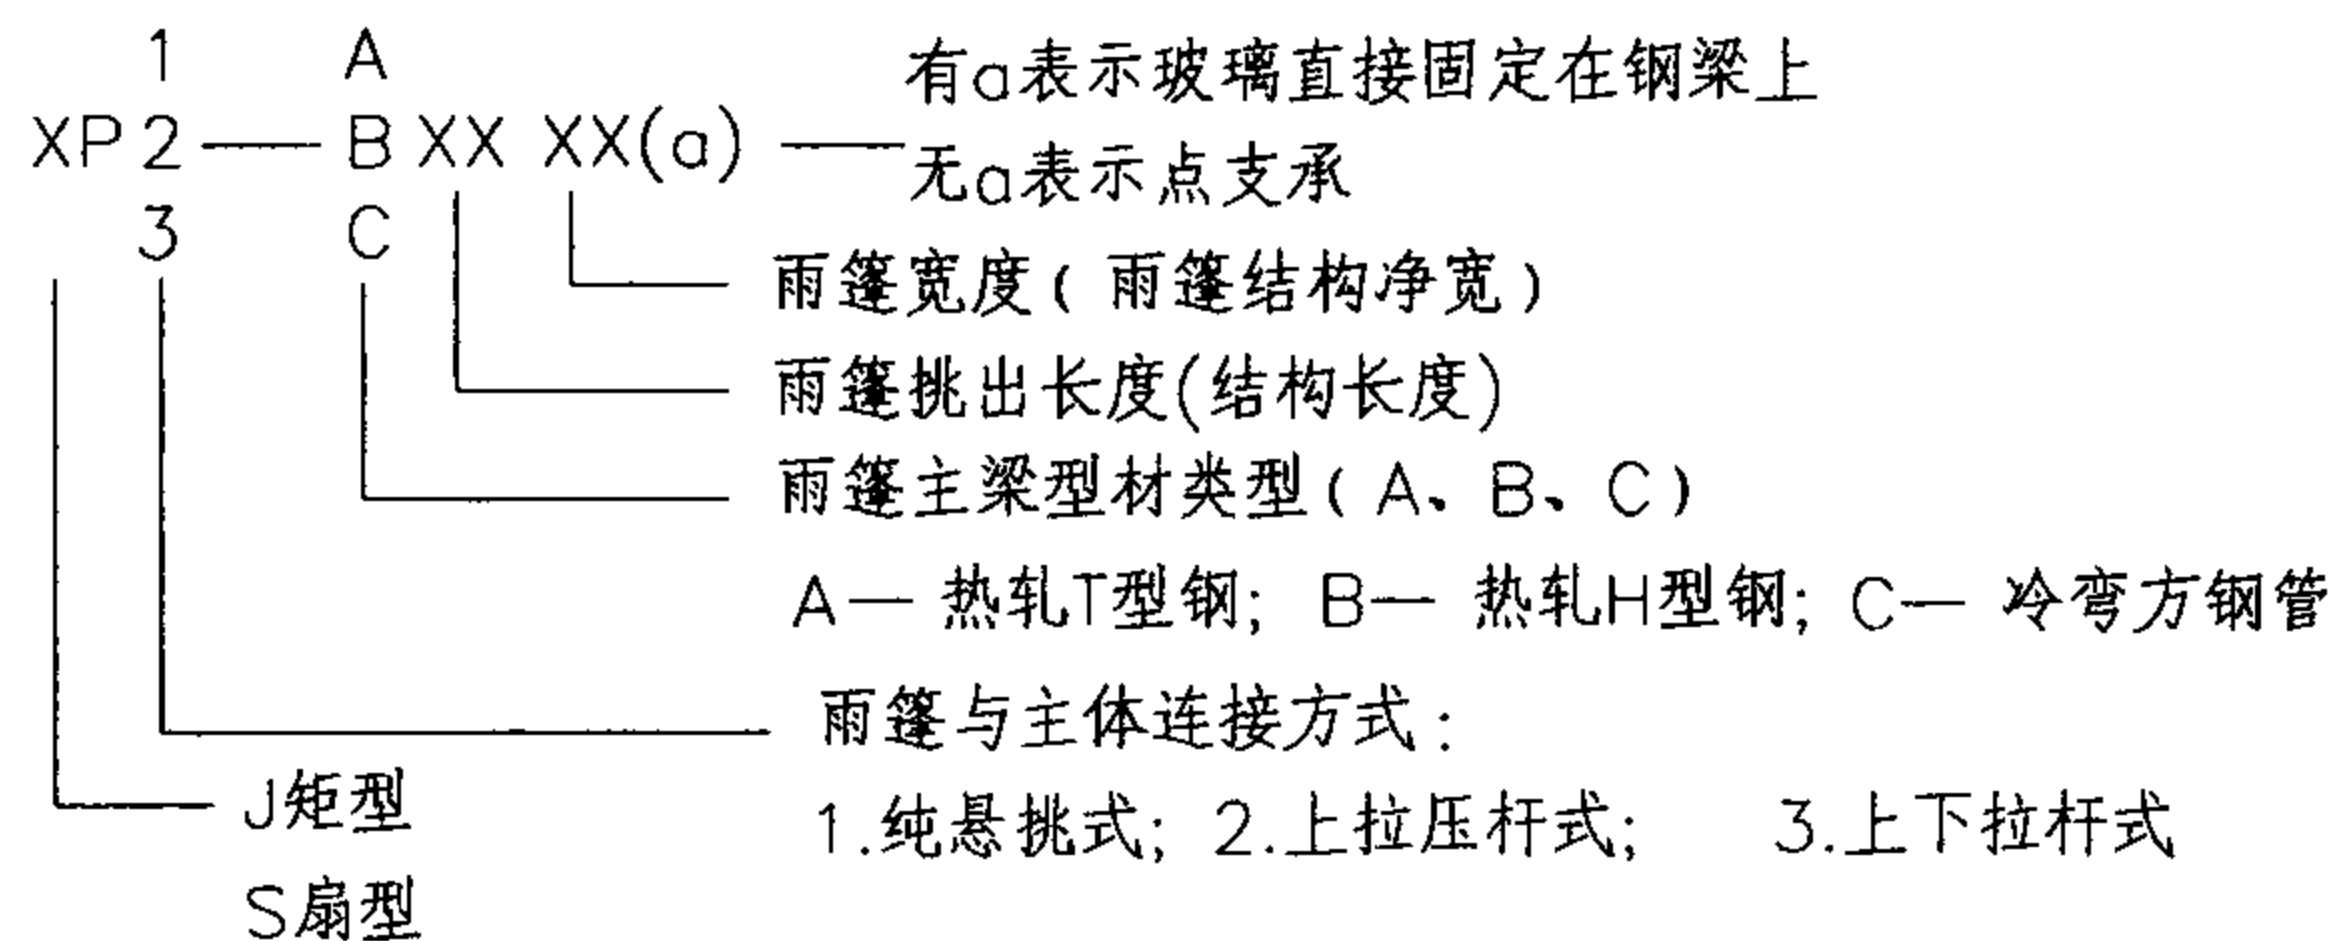 1 A
XP 2 — B XX XX(a) —
3 C
有a表示玻璃直接固定在钢梁上
无a表示点支承
雨篷宽度( 雨篷结构净宽)
雨篷挑出长度(结构长度)
雨篷主梁型材类型( A、B、C)
A— 热轧T型钢; B— 热轧H型钢; C— 冷弯方钢管
雨篷与主体连接方式:
1.纯悬挑式; 2.上拉压杆式; 3.上下拉杆式
J矩型
S扇型